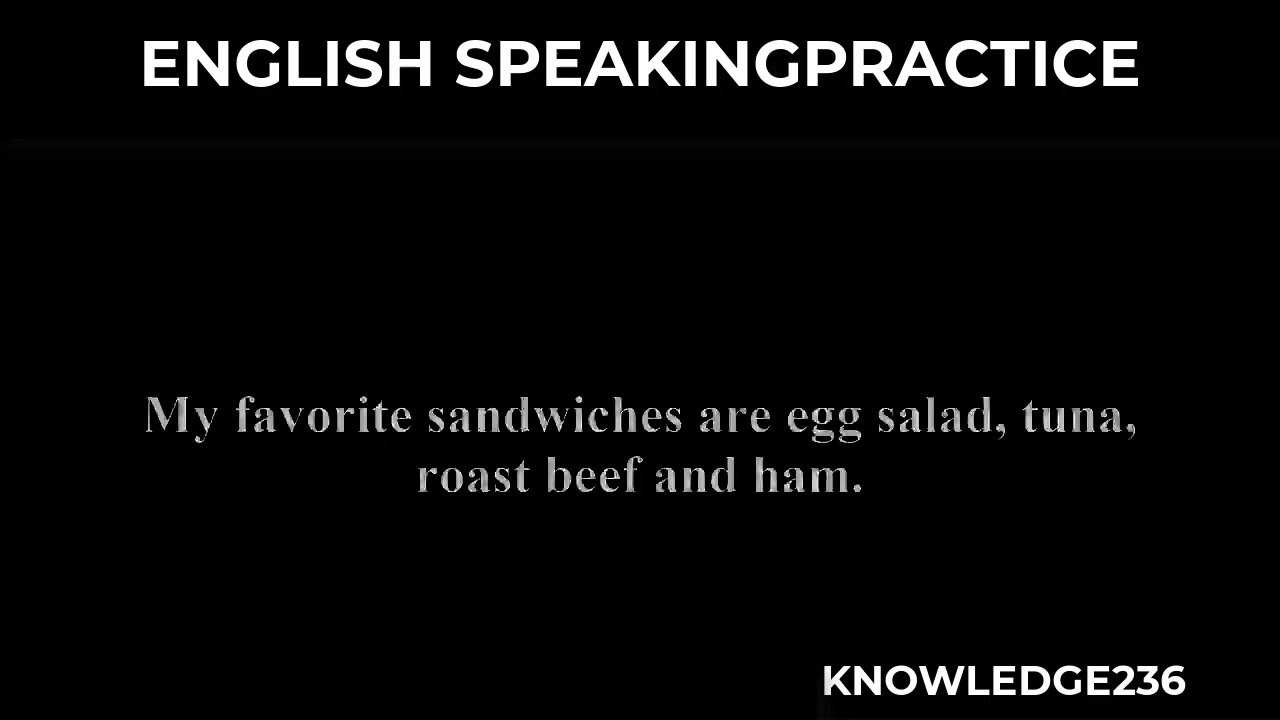 ENGLISH SPEAKINGPRACTICE
My favorite sandwiches are egg salad, tuna,
roast beef and ham.
KNOWLEDGE236